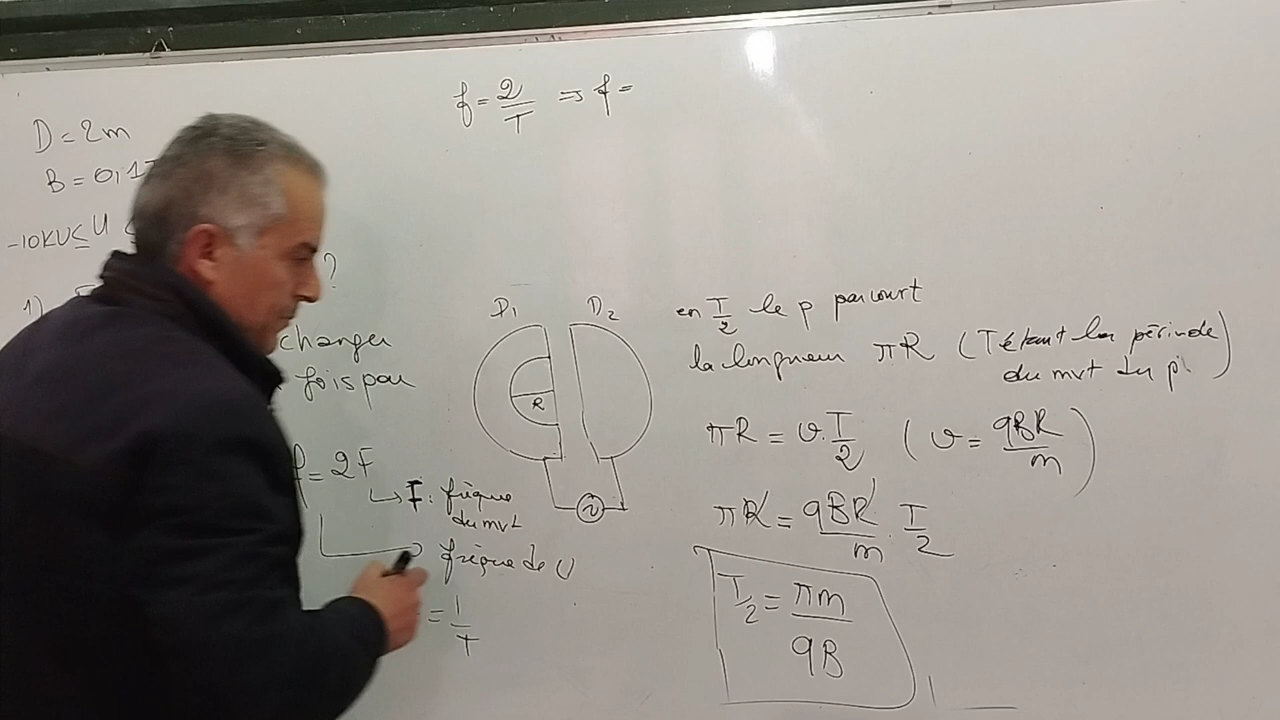 f = 2/T ⇒ f =
D = 2m
B = 0,1
-10KV ≤ U
?
1)
changer
fois par
f = 2F
F : fréque
du mvt
fréque de U
= 1/T
D1 D2
R
en T/2 le p parcourt
la longueur πR (T étant la période
du mvt du p)
πR = v.T/2 (v = qBR/m)
πR = qBR/m . T/2
T/2 = πm/qB